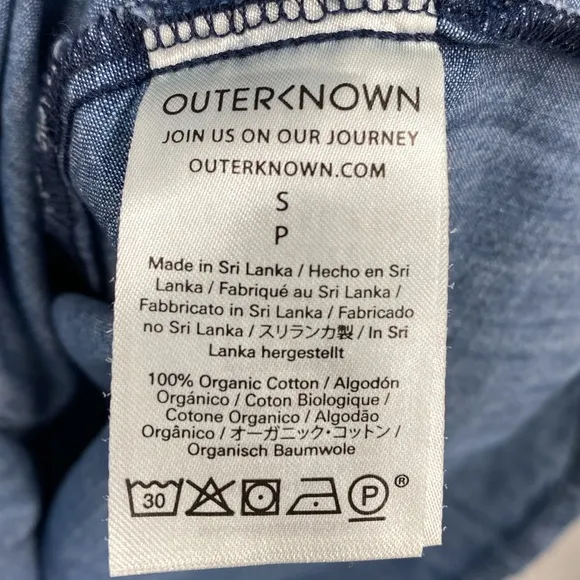 OUTERKNOWN
JOIN US ON OUR JOURNEY
OUTERKNOWN.COM
S
P
Made in Sri Lanka / Hecho en Sri
Lanka / Fabriqué au Sri Lanka /
Fabbricato in Sri Lanka / Fabricado
no Sri Lanka / スリランカ製 / In Sri
Lanka hergestellt
100% Organic Cotton / Algodón
Orgánico / Coton Biologique /
Cotone Organico / Algodão
Orgânico / オーガニック・コットン /
Organisch Baumwole
30 P ®